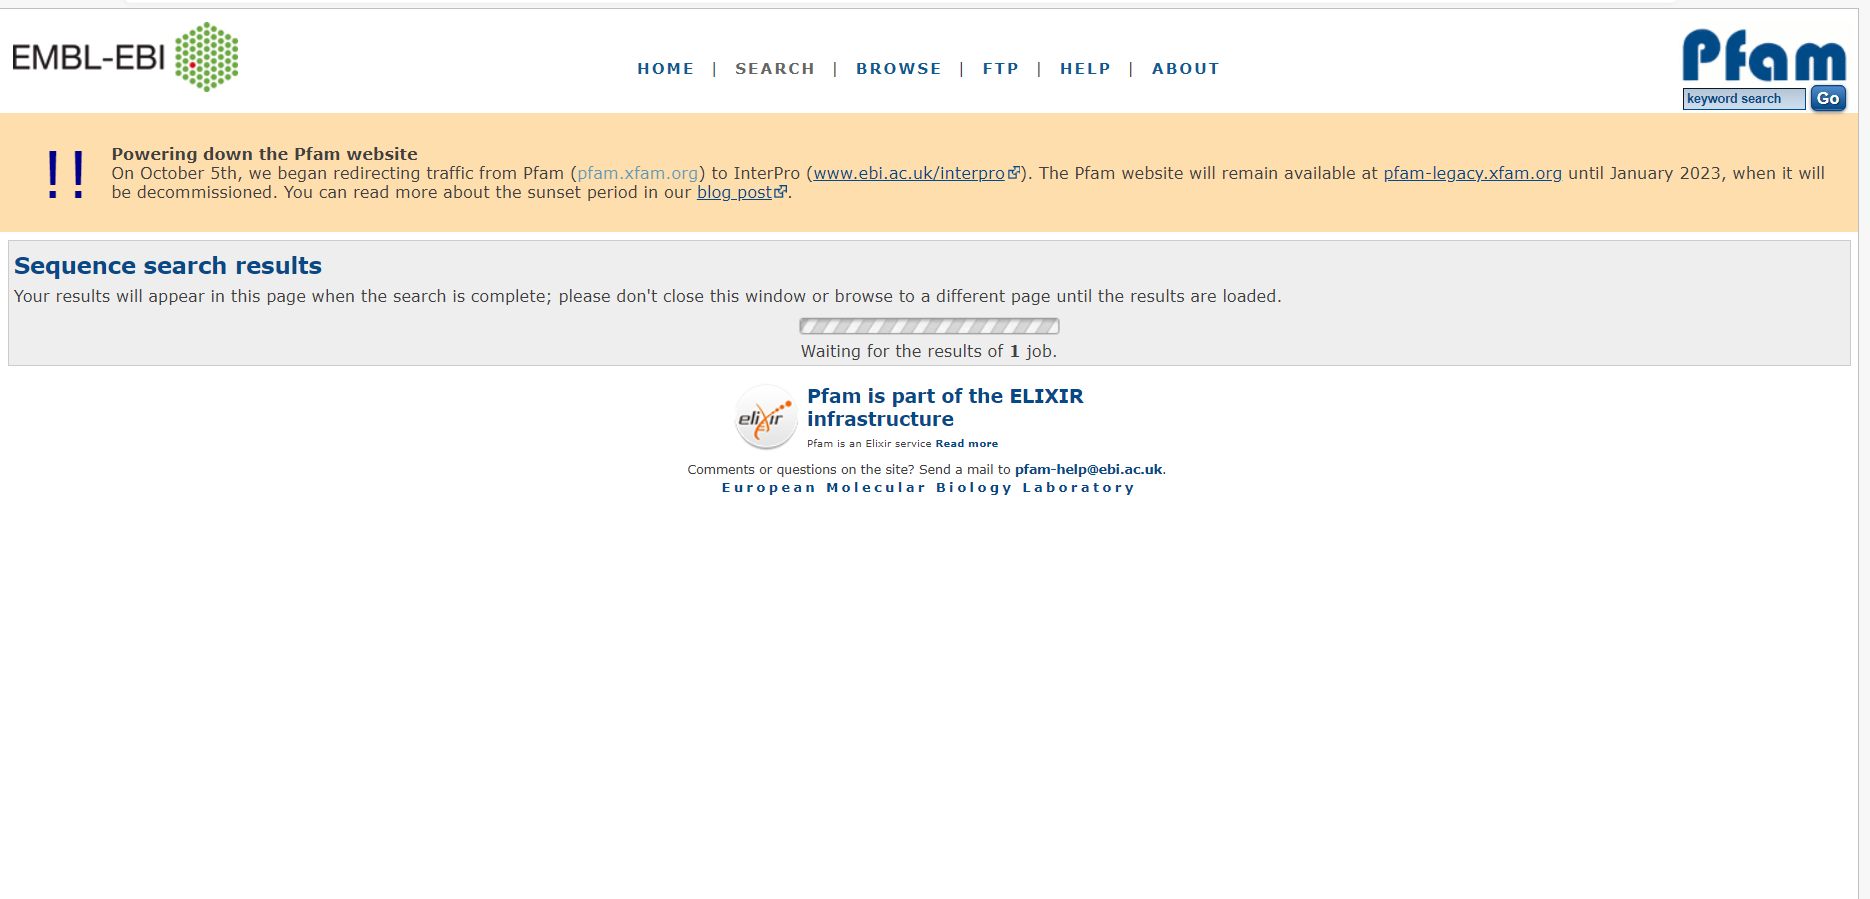 EMBL-EBI
HOME | SEARCH | BROWSE | FTP | HELP | ABOUT
Pfam
keyword search Go
!! Powering down the Pfam website
On October 5th, we began redirecting traffic from Pfam (pfam.xfam.org) to InterPro (www.ebi.ac.uk/interpro). The Pfam website will remain available at pfam-legacy.xfam.org until January 2023, when it will
be decommissioned. You can read more about the sunset period in our blog post.
Sequence search results
Your results will appear in this page when the search is complete; please don't close this window or browse to a different page until the results are loaded.
Waiting for the results of 1 job.
elixir
Pfam is part of the ELIXIR
infrastructure
Pfam is an Elixir service Read more
Comments or questions on the site? Send a mail to pfam-help@ebi.ac.uk.
European Molecular Biology Laboratory